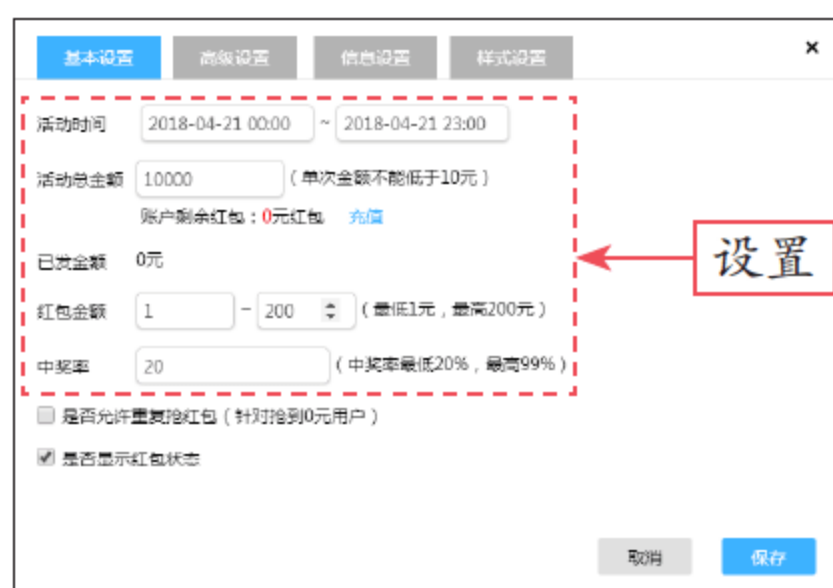 基本设置 高级设置 信息设置 样式设置 ×
活动时间 2018-04-21 00:00 ~ 2018-04-21 23:00
活动总金额 10000 (单次金额不能低于10元)
账户剩余红包：0元红包 充值
已发金额 0元
设置
红包金额 1 - 200 (最低1元，最高200元)
中奖率 20 (中奖率最低20%，最高99%)
是否允许重复抢红包(针对抢到0元用户)
是否显示红包状态
取消 保存